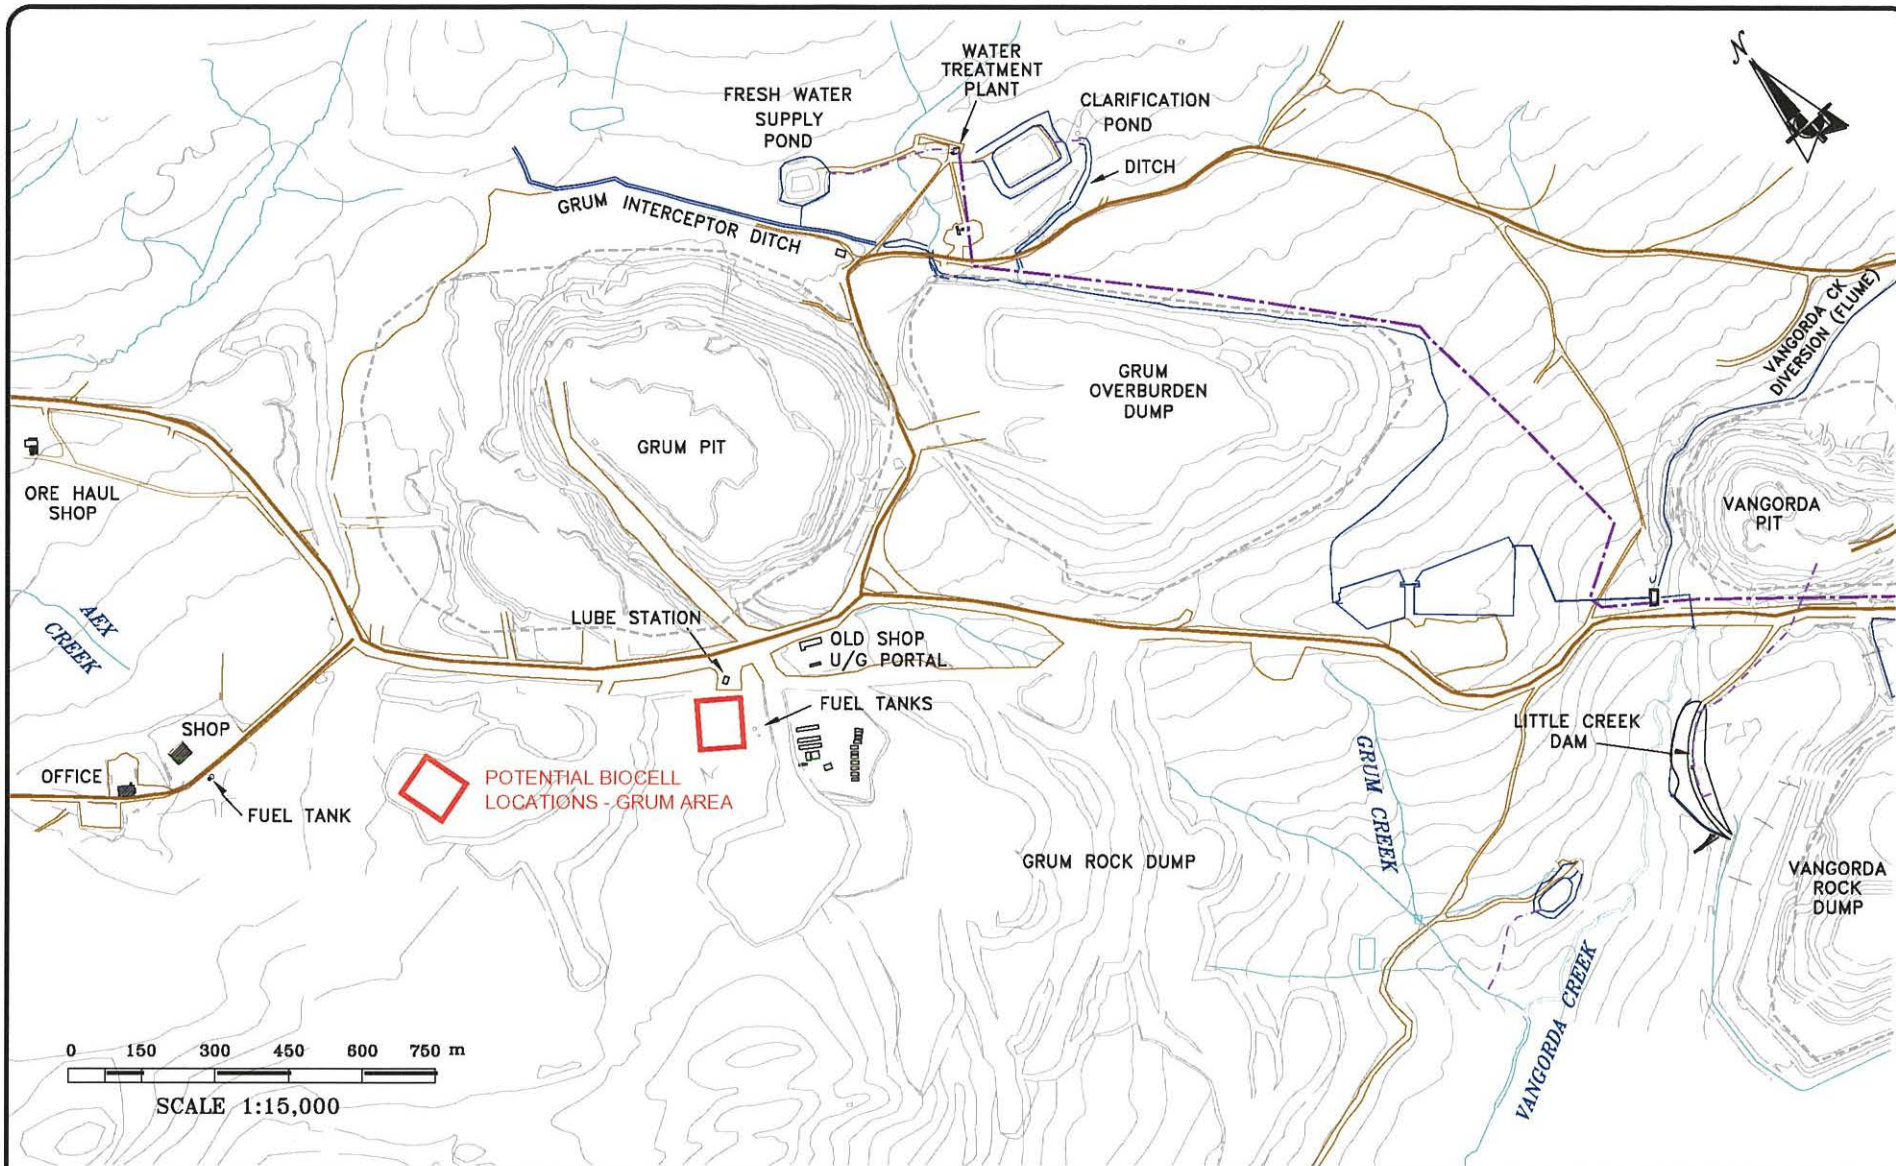 N
WATER
TREATMENT
PLANT
FRESH WATER
SUPPLY
POND
CLARIFICATION
POND
DITCH
GRUM INTERCEPTOR DITCH
VANGORDA CK
DIVERSION (FLUME)
GRUM
OVERBURDEN
DUMP
GRUM PIT
ORE HAUL
SHOP
VANGORDA
PIT
AEX
CREEK
LUBE STATION
OLD SHOP
U/G PORTAL
FUEL TANKS
SHOP
OFFICE
FUEL TANK
POTENTIAL BIOCELL
LOCATIONS - GRUM AREA
LITTLE CREEK
DAM
GRUM CREEK
GRUM ROCK DUMP
VANGORDA
ROCK
DUMP
VANGORDA CREEK
0 150 300 450 600 750 m
SCALE 1:15,000